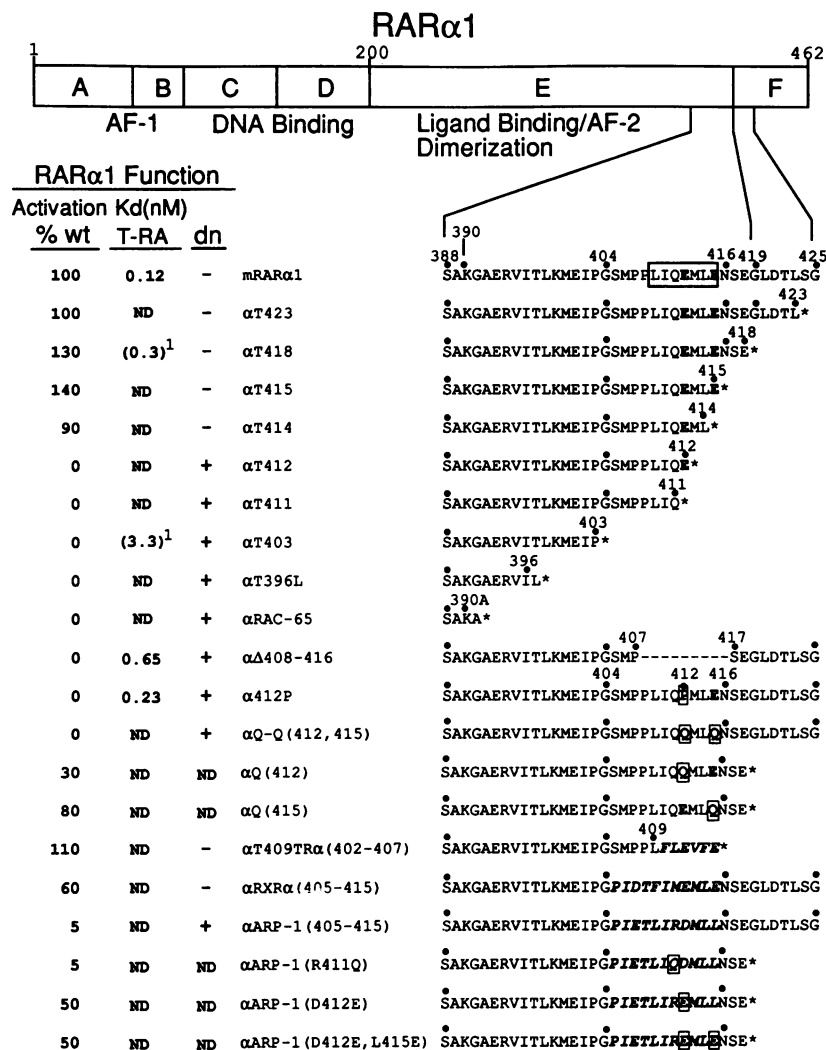 RARα1
1 200 462
A B C D E F
AF-1 DNA Binding Ligand Binding/AF-2
Dimerization
RARα1 Function
Activation Kd(nM)
% wt T-RA dn
390
388 404 416 419 425
100 0.12 - mRARα1 SAKGAERVITLKMEIPGSMPPLIQEMLENSEGLDTLSG
423
100 ND - αT423 SAKGAERVITLKMEIPGSMPPLIQEMLENSEGLDTL*
418
130 (0.3)1 - αT418 SAKGAERVITLKMEIPGSMPPLIQEMLENSE*
415
140 ND - αT415 SAKGAERVITLKMEIPGSMPPLIQEMLE*
414
90 ND - αT414 SAKGAERVITLKMEIPGSMPPLIQEML*
412
0 ND + αT412 SAKGAERVITLKMEIPGSMPPLIQE*
411
0 ND + αT411 SAKGAERVITLKMEIPGSMPPLIQ*
403
0 (3.3)1 + αT403 SAKGAERVITLKMEIP*
396
0 ND + αT396L SAKGAERVIL*
390A
0 ND + αRAC-65 SAKA*
407 417
0 0.65 + αΔ408-416 SAKGAERVITLKMEIPGSMP---------SEGLDTLSG
404 412 416
0 0.23 + α412P SAKGAERVITLKMEIPGSMPPLIQPMLENSEGLDTLSG
0 ND + αQ-Q(412,415) SAKGAERVITLKMEIPGSMPPLIQQMLQNSEGLDTLSG
30 ND ND αQ(412) SAKGAERVITLKMEIPGSMPPLIQQMLENSE*
80 ND ND αQ(415) SAKGAERVITLKMEIPGSMPPLIQEMLQNSE*
409
110 ND - αT409TRα(402-407) SAKGAERVITLKMEIPGSMPPLFLEVFE*
60 ND - αRXRα(405-415) SAKGAERVITLKMEIPGPIDTFIMEMLENSEGLDTLSG
5 ND + αARP-1(405-415) SAKGAERVITLKMEIPGPIETLIRDMLLNSEGLDTLSG
5 ND ND αARP-1(R411Q) SAKGAERVITLKMEIPGPIETLIQDMLLNSE*
50 ND ND αARP-1(D412E) SAKGAERVITLKMEIPGPIETLIREMLLNSE*
50 ND ND αARP-1(D412E,L415E) SAKGAERVITLKMEIPGPIETLIREMLENSE*